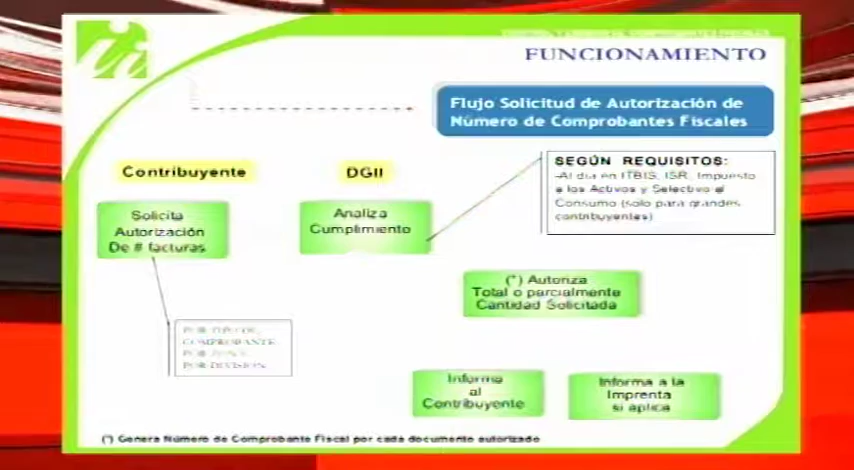 FUNCIONAMIENTO
Flujo Solicitud de Autorización de
Número de Comprobantes Fiscales
Contribuyente
DGII
SEGÚN REQUISITOS:
-Al día en ITBIS, ISR, Impuesto
a los Activos y Selectivo al
Consumo (solo para grandes
contribuyentes)
Solicita
Autorización
De # facturas
Analiza
Cumplimiento
(*) Autoriza
Total o parcialmente
Cantidad Solicitada
POR TIPO DE
COMPROBANTE
POR ZONA
POR DIVISION
Informa
al
Contribuyente
Informa a la
Imprenta
si aplica
(*) Genera Número de Comprobante Fiscal por cada documento autorizado